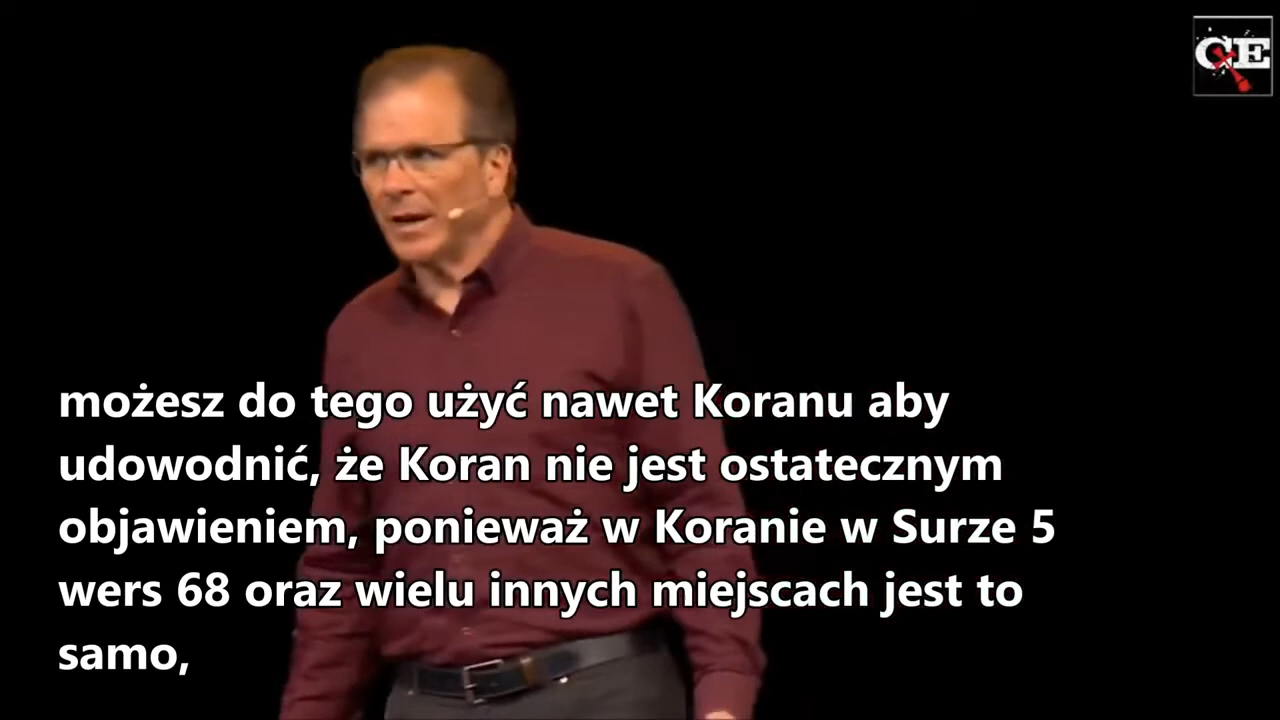 CE
możesz do tego użyć nawet Koranu aby
udowodnić, że Koran nie jest ostatecznym
objawieniem, ponieważ w Koranie w Surze 5
wers 68 oraz wielu innych miejscach jest to
samo,